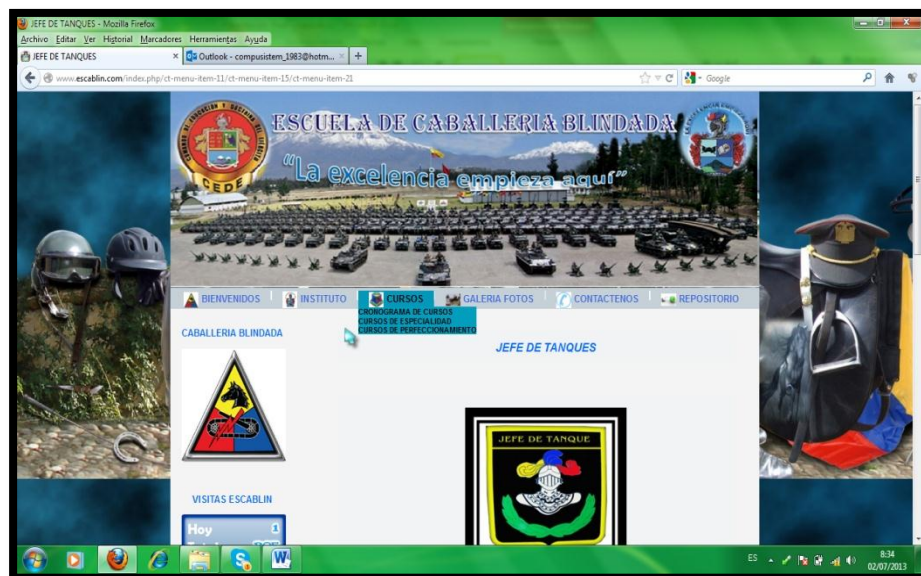 JEFE DE TANQUES - Mozilla Firefox
Archivo Editar Ver Historial Marcadores Herramientas Ayuda
JEFE DE TANQUES × Outlook - compusistem_1983@hotm... × +
www.escablin.com/index.php/ct-menu-item-11/ct-menu-item-15/ct-menu-item-21
Google
ESCUELA DE CABALLERIA BLINDADA
"La excelencia empieza aquí"
CEDE
BIENVENIDOS INSTITUTO CURSOS GALERIA FOTOS CONTACTENOS REPOSITORIO
CRONOGRAMA DE CURSOS
CURSOS DE ESPECIALIDAD
CURSOS DE PERFECCIONAMIENTO
CABALLERIA BLINDADA
JEFE DE TANQUES
JEFE DE TANQUE
VISITAS ESCABLIN
Hoy 1
ES
8:34
02/07/2013